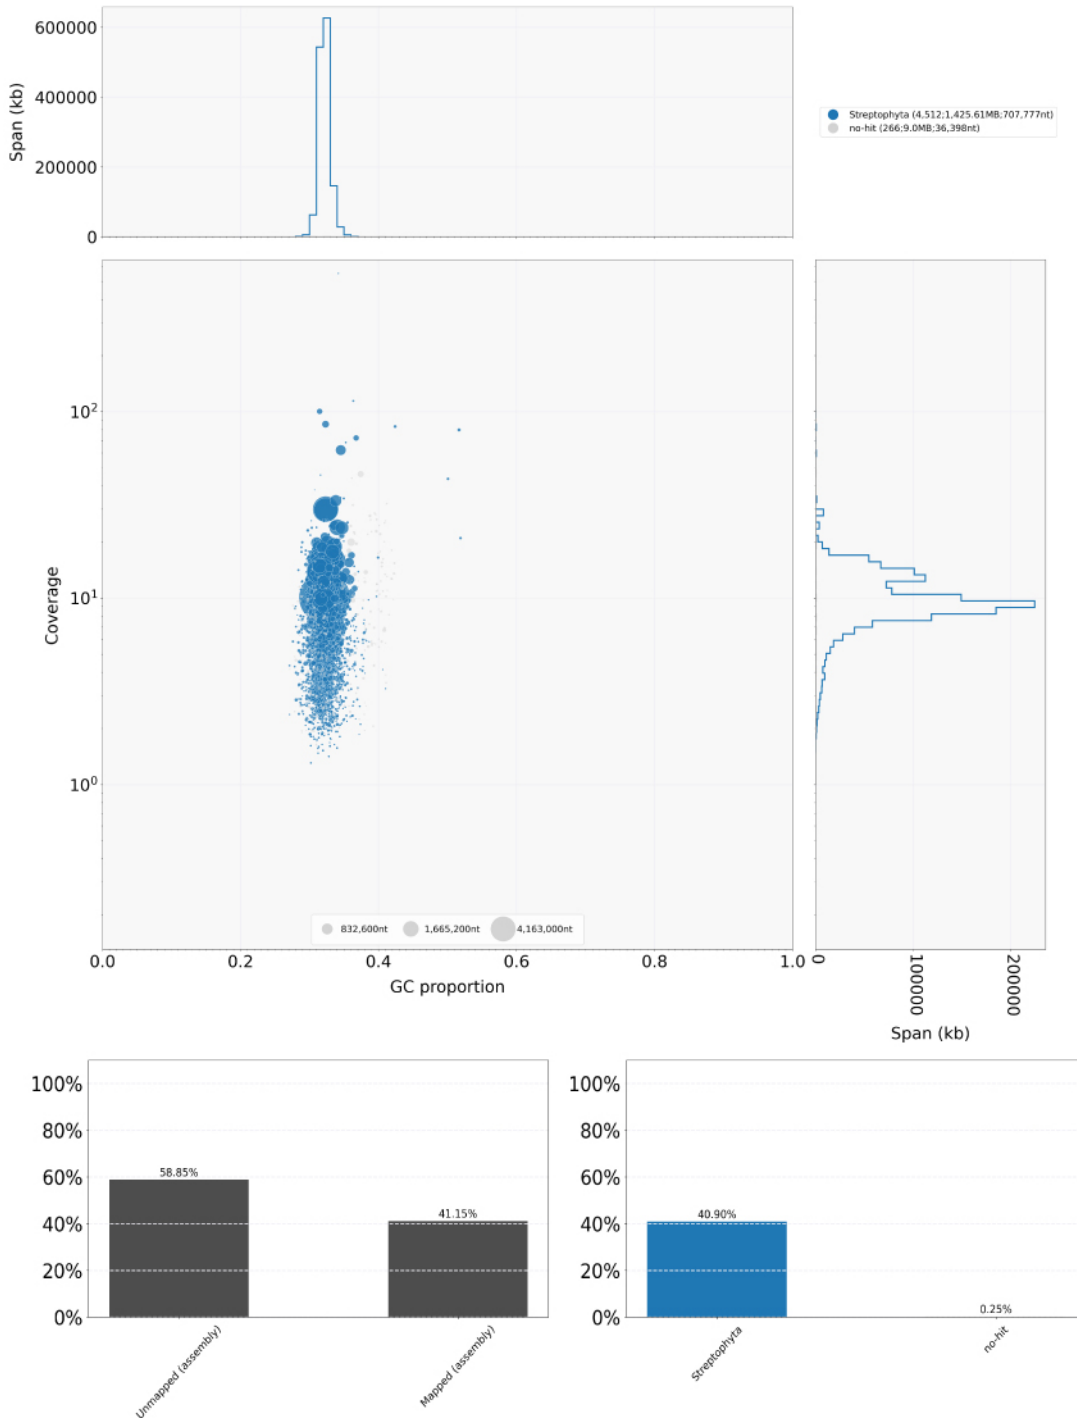 600000
400000
200000
0
Span (kb)
Streptophyta (4,512;1,425.61MB;707,777nt)
no-hit (266;9.0MB;36,398nt)
10²
10¹
10⁰
Coverage
832,600nt
1,665,200nt
4,163,000nt
0.0
0.2
0.4
0.6
0.8
1.0
GC proportion
0
100000
200000
Span (kb)
100%
80%
60%
40%
20%
0%
58.85%
41.15%
Unmapped (assembly)
Mapped (assembly)
100%
80%
60%
40%
20%
0%
40.90%
0.25%
Streptophyta
no-hit